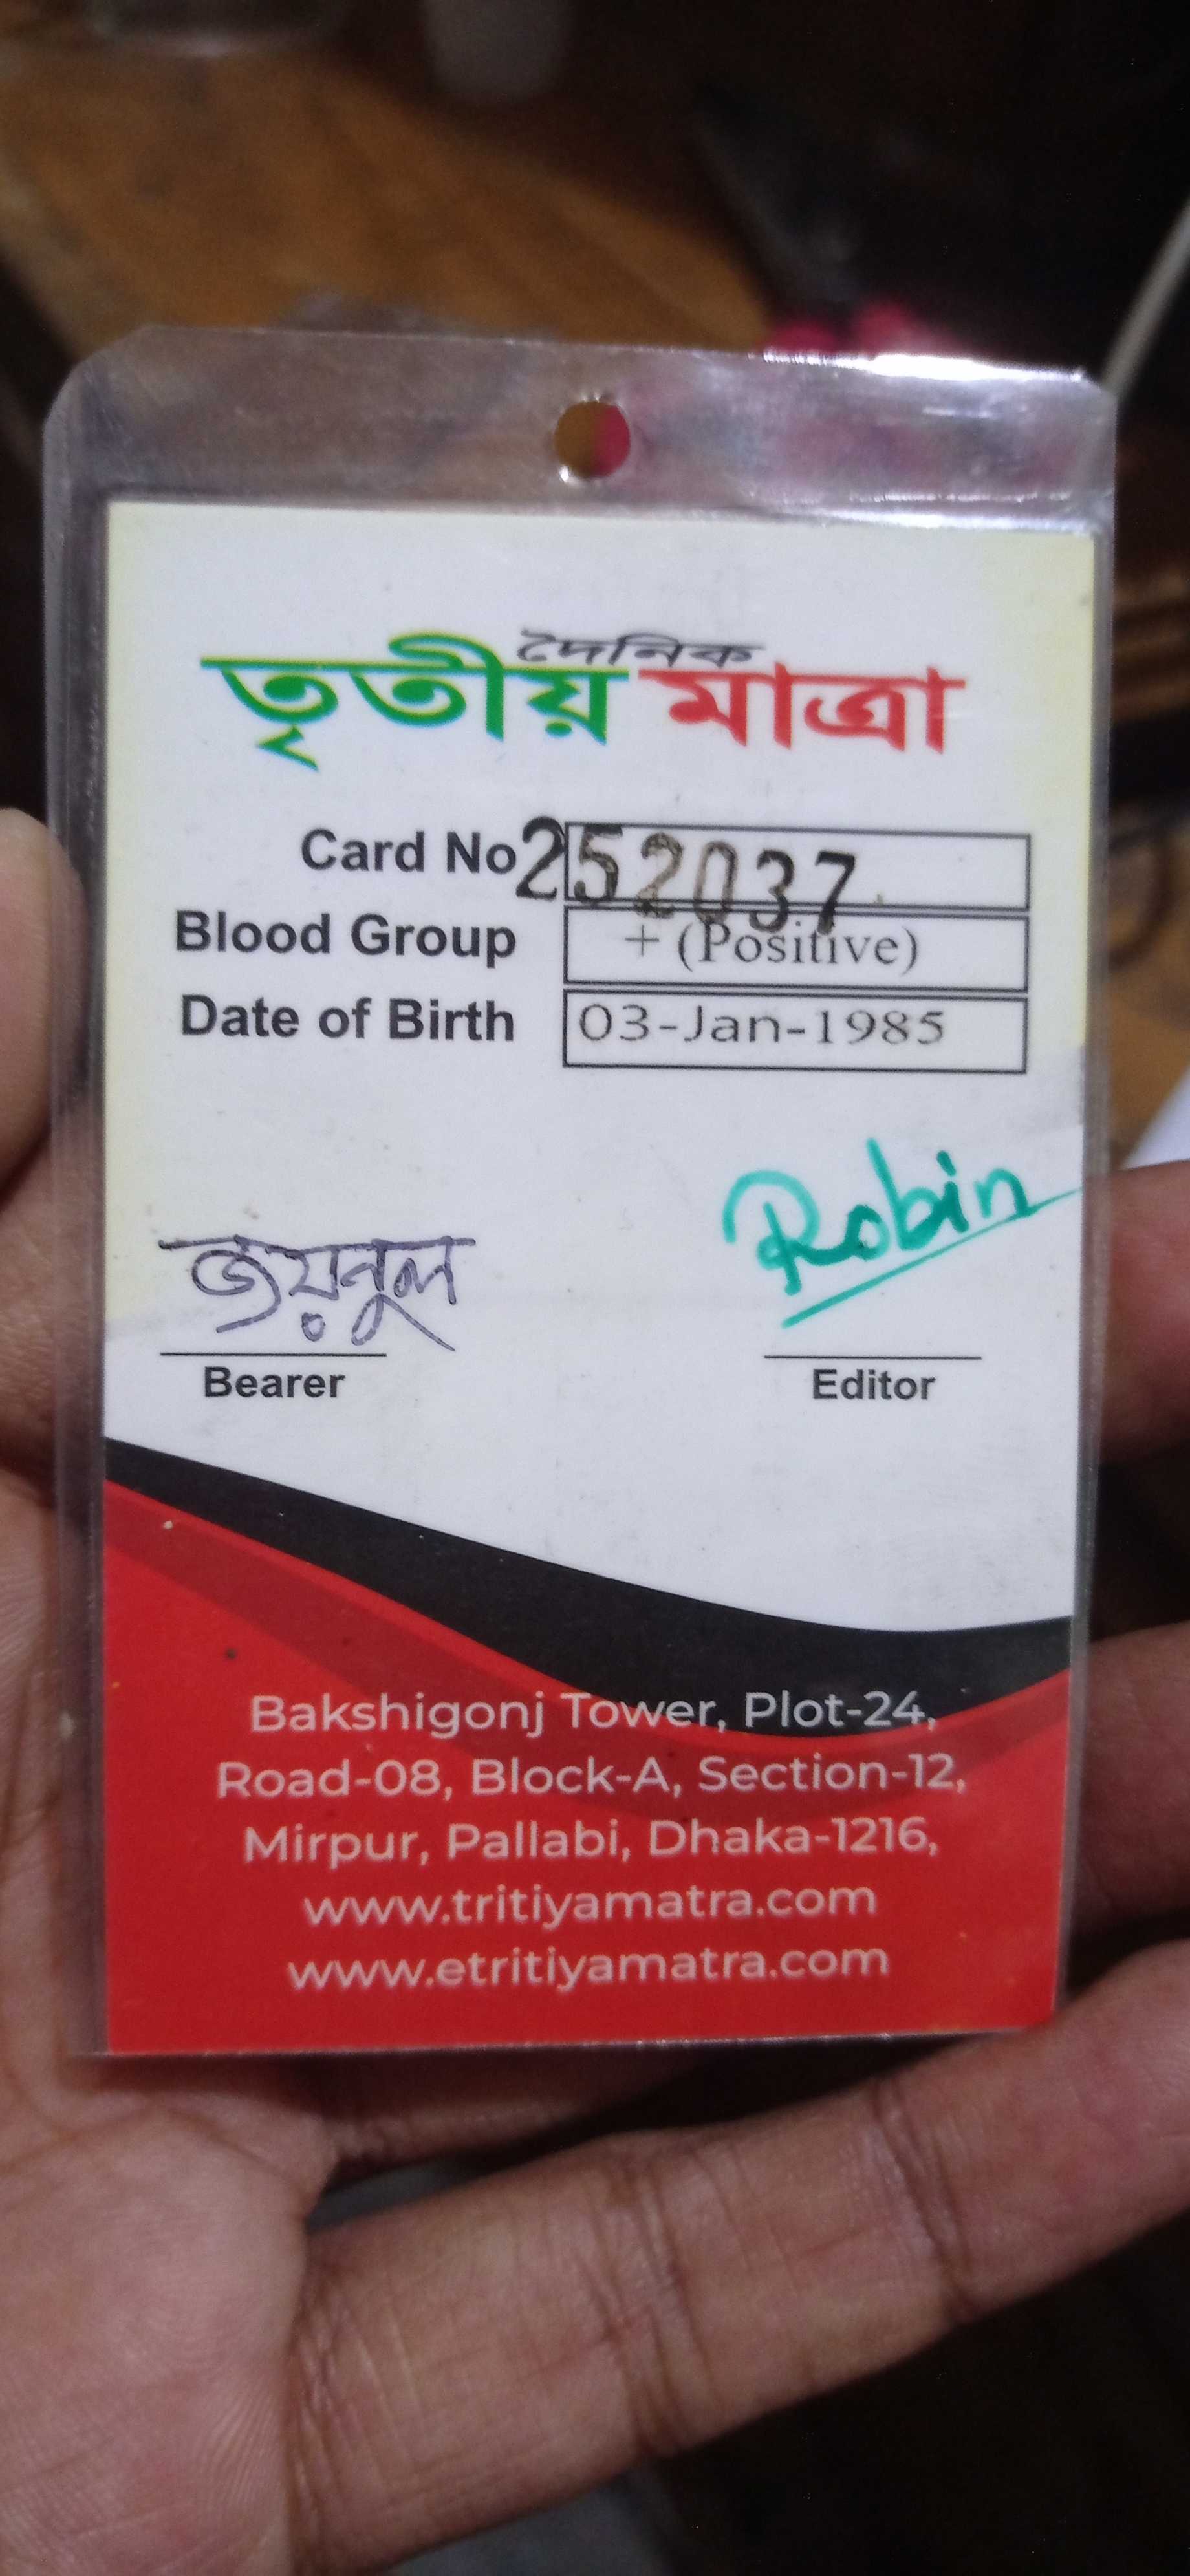 দৈনিক
তৃতীয় মাত্রা
Card No 252037
Blood Group + (Positive)
Date of Birth 03-Jan-1985
জয়নুল Robin
Bearer Editor
Bakshigonj Tower, Plot-24,
Road-08, Block-A, Section-12,
Mirpur, Pallabi, Dhaka-1216,
www.tritiyamatra.com
www.etritiyamatra.com